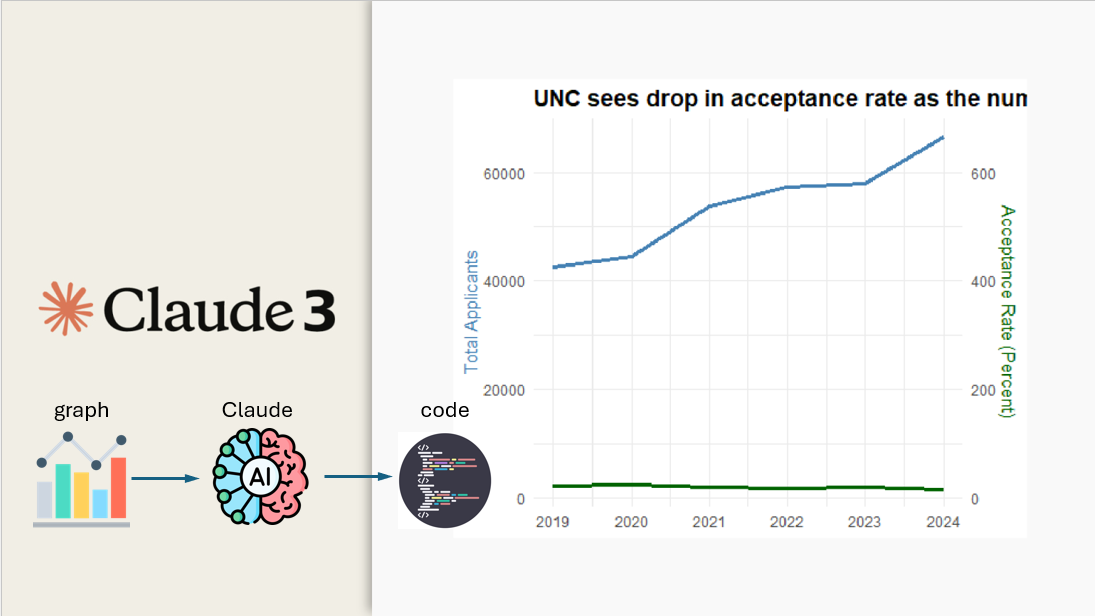 Claude 3
graph
Claude
code
AI
</>
</>
</>
UNC sees drop in acceptance rate as the num
Total Applicants
60000
40000
20000
0
600
400
200
0
Acceptance Rate (Percent)
2019 2020 2021 2022 2023 2024